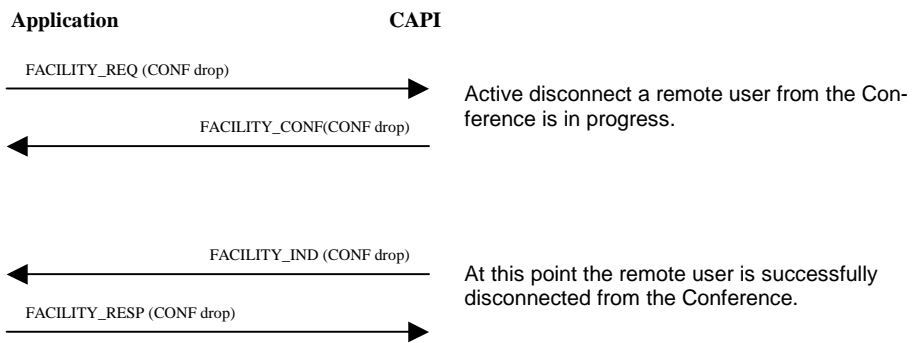 Application CAPI
FACILITY_REQ (CONF drop)
Active disconnect a remote user from the Con-
ference is in progress.
FACILITY_CONF(CONF drop)
FACILITY_IND (CONF drop)
At this point the remote user is successfully
disconnected from the Conference.
FACILITY_RESP (CONF drop)